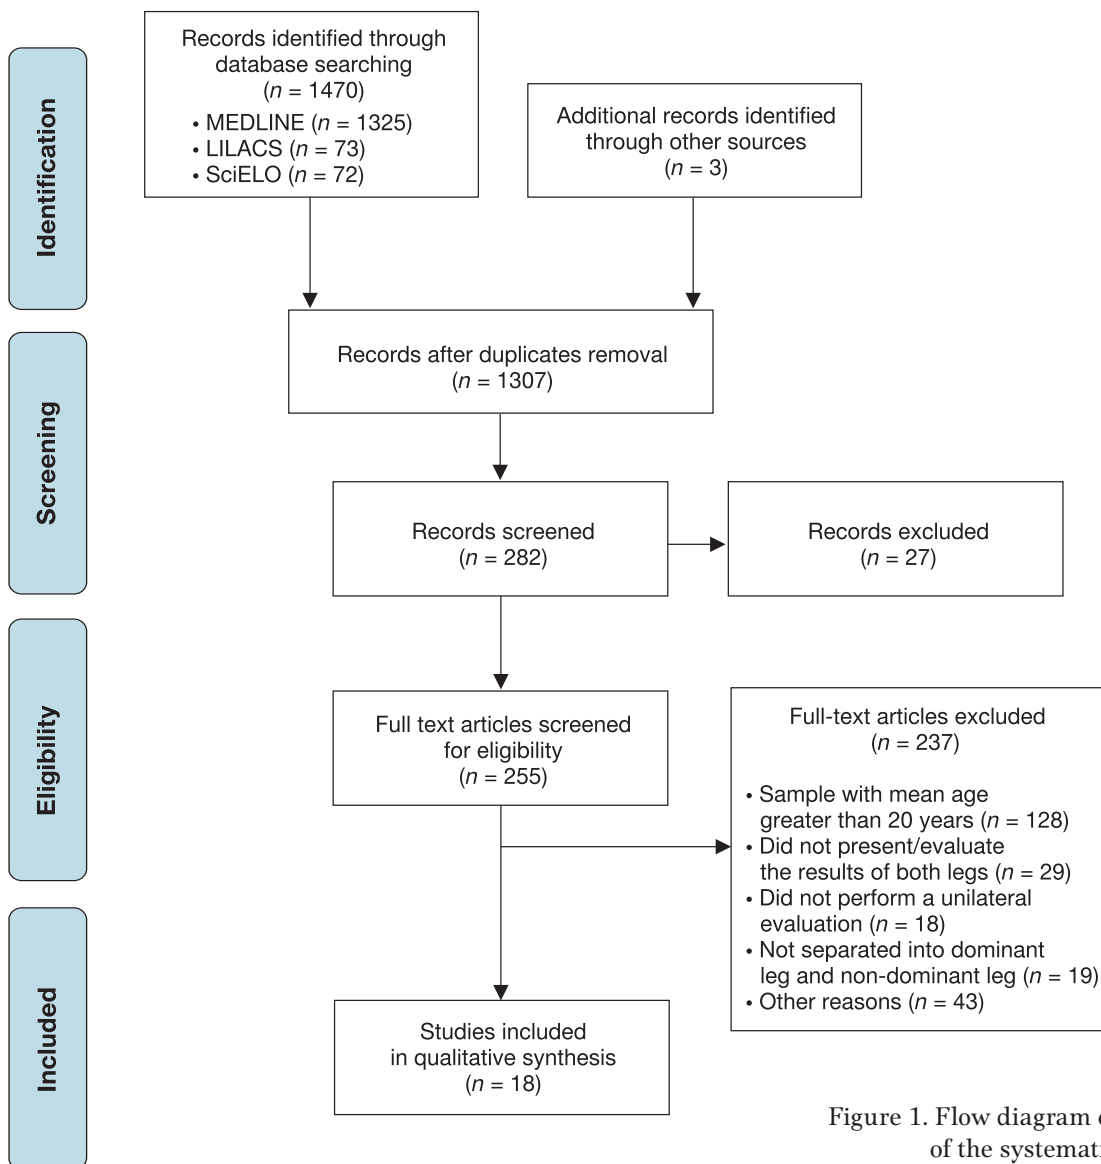 Identification
Records identified through
database searching
(n = 1470)
• MEDLINE (n = 1325)
• LILACS (n = 73)
• SciELO (n = 72)
Additional records identified
through other sources
(n = 3)
Screening
Records after duplicates removal
(n = 1307)
Records screened
(n = 282)
Records excluded
(n = 27)
Eligibility
Full text articles screened
for eligibility
(n = 255)
Full-text articles excluded
(n = 237)
• Sample with mean age
greater than 20 years (n = 128)
• Did not present/evaluate
the results of both legs (n = 29)
• Did not perform a unilateral
evaluation (n = 18)
• Not separated into dominant
leg and non-dominant leg (n = 19)
• Other reasons (n = 43)
Included
Studies included
in qualitative synthesis
(n = 18)
Figure 1. Flow diagram
of the